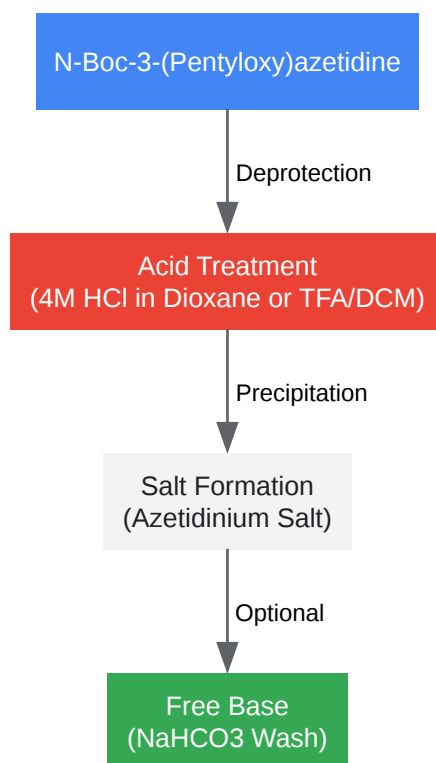 N-Boc-3-(Pentyloxy)azetidine
Deprotection
Acid Treatment
(4M HCl in Dioxane or TFA/DCM)
Precipitation
Salt Formation
(Azetidinium Salt)
Optional
Free Base
(NaHCO3 Wash)